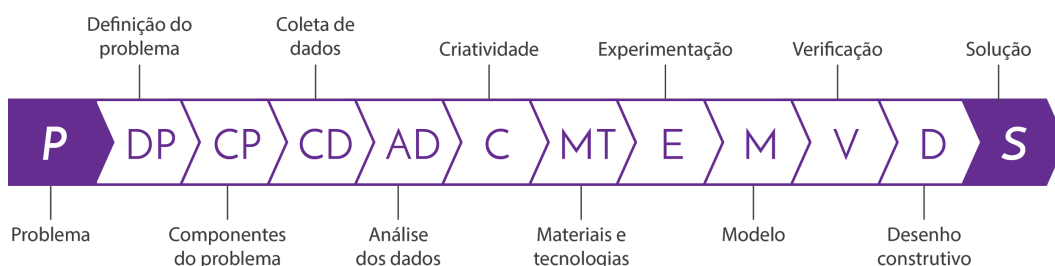 Definição do
problema
Coleta de
dados
Criatividade
Experimentação
Verificação
Solução
P
DP
CP
CD
AD
C
MT
E
M
V
D
S
Problema
Componentes
do problema
Análise
dos dados
Materiais e
tecnologias
Modelo
Desenho
construtivo